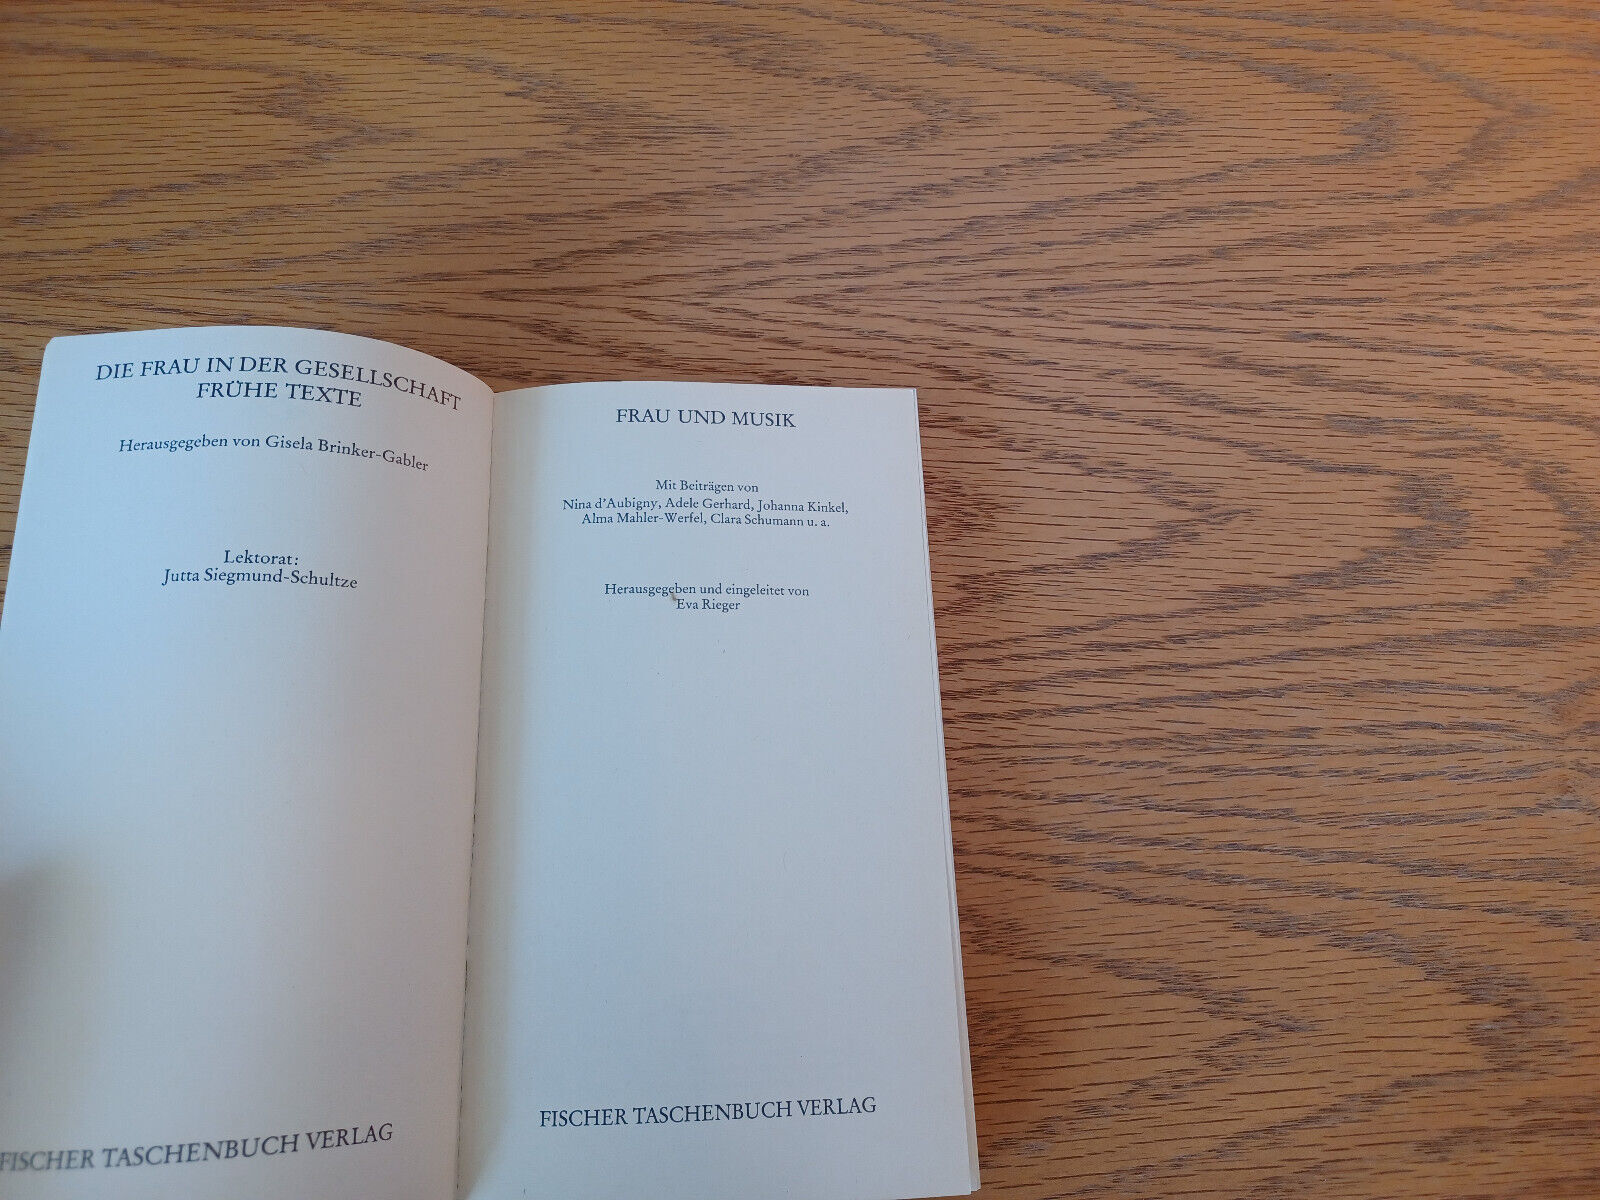 DIE FRAU IN DER GESELLSCHAFT
FRÜHE TEXTE
Herausgegeben von Gisela Brinker-Gabler
Lektorat:
Jutta Siegmund-Schultze
FISCHER TASCHENBUCH VERLAG
FRAU UND MUSIK
Mit Beiträgen von
Nina d'Aubigny, Adele Gerhard, Johanna Kinkel,
Alma Mahler-Werfel, Clara Schumann u. a.
Herausgegeben und eingeleitet von
Eva Rieger
FISCHER TASCHENBUCH VERLAG